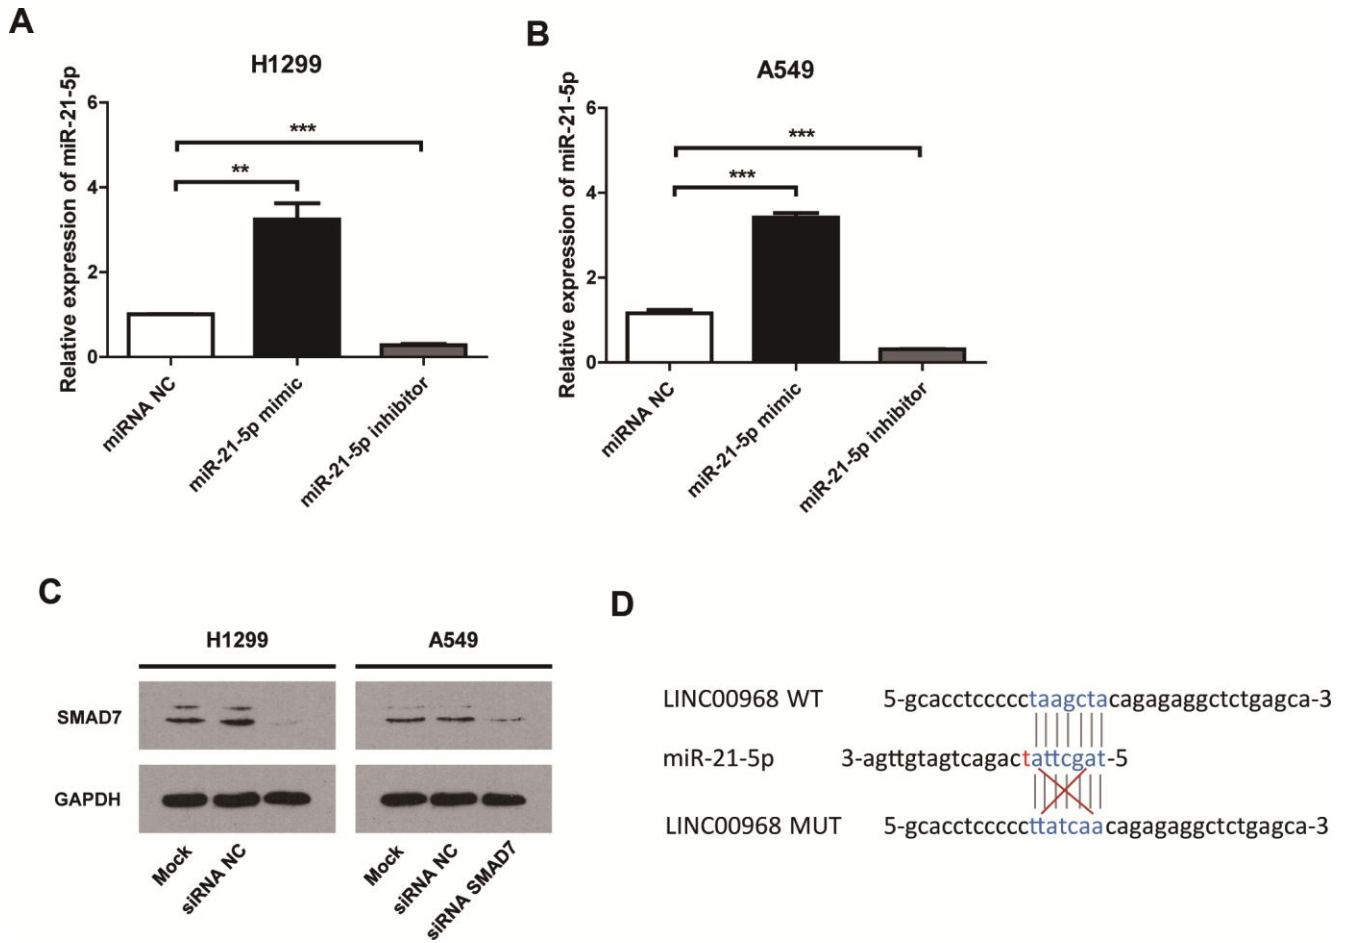 A
H1299
Relative expression of miR-21-5p
6
4
2
0
***
**
miRNA NC
miR-21-5p mimic
miR-21-5p inhibitor
B
A549
Relative expression of miR-21-5p
6
4
2
0
***
***
miRNA NC
miR-21-5p mimic
miR-21-5p inhibitor
C
H1299 A549
SMAD7
GAPDH
Mock
siRNA NC
Mock
siRNA NC
siRNA SMAD7
D
LINC00968 WT 5-gcacctccccctaagctacagagaggctctgagca-3
miR-21-5p 3-agttgtagtcagactattcgat-5
LINC00968 MUT 5-gcacctcccccttatcaacagagaggctctgagca-3